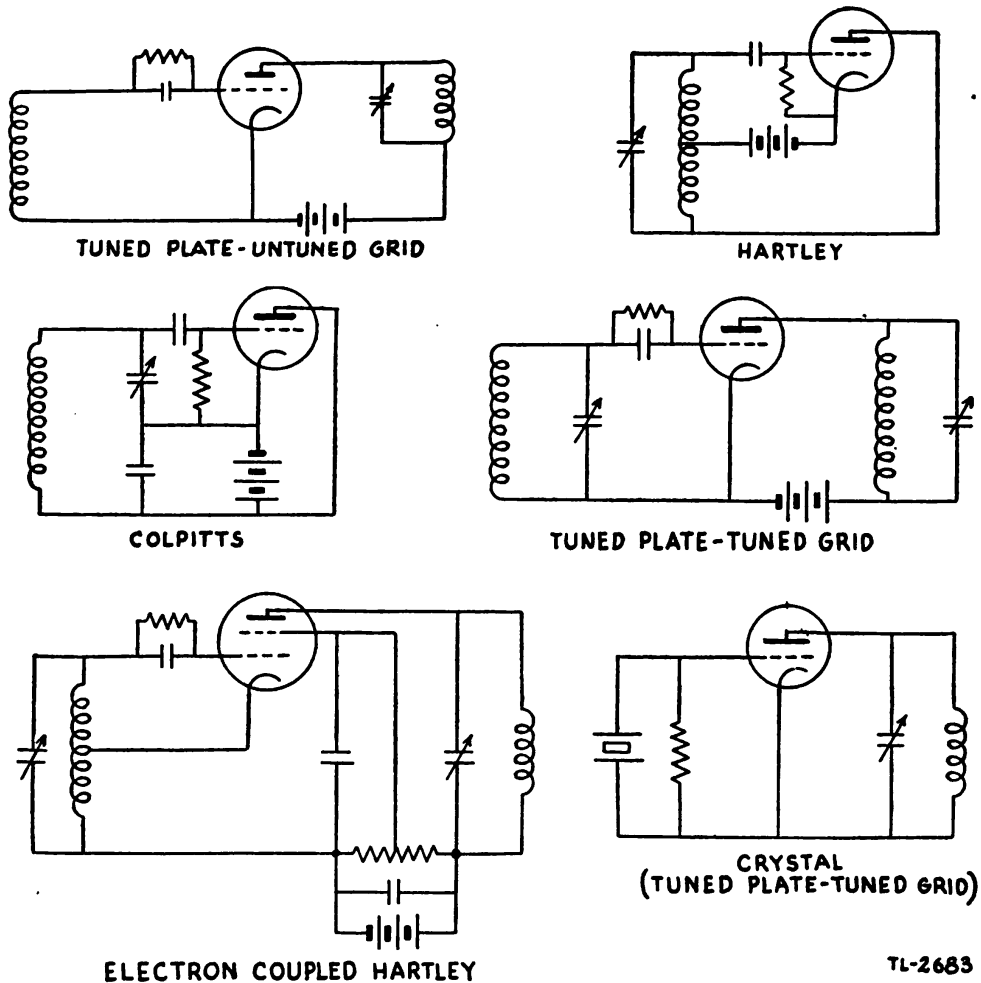 TUNED PLATE-UNTUNED GRID
HARTLEY
COLPITTS
TUNED PLATE-TUNED GRID
ELECTRON COUPLED HARTLEY
CRYSTAL
(TUNED PLATE-TUNED GRID)
TL-2683